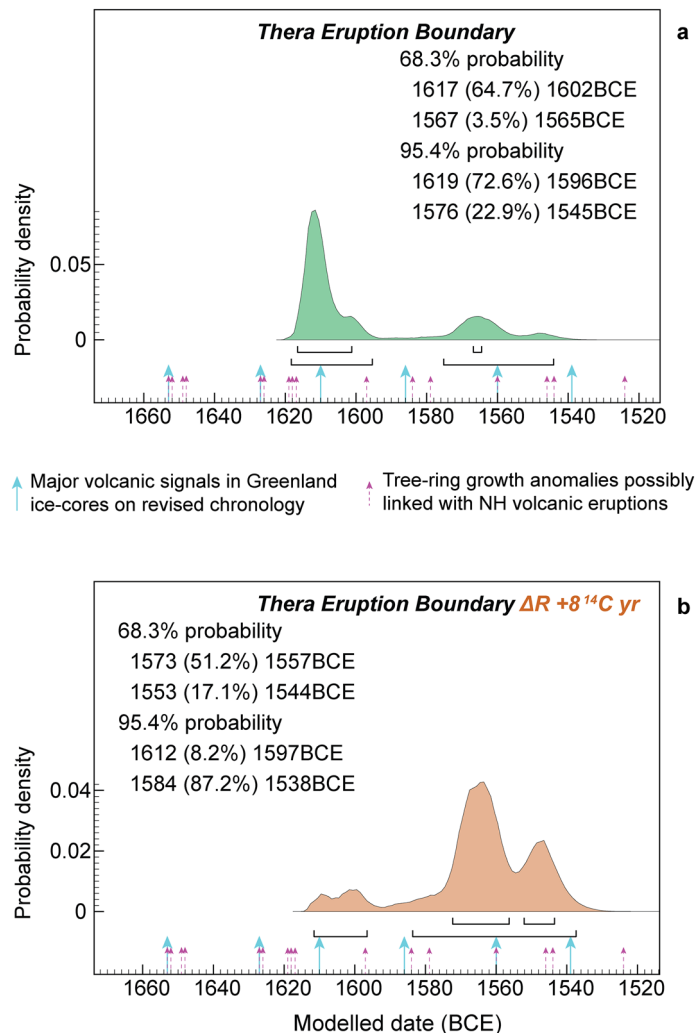 Thera Eruption Boundary
a
68.3% probability
1617 (64.7%) 1602BCE
1567 (3.5%) 1565BCE
95.4% probability
1619 (72.6%) 1596BCE
1576 (22.9%) 1545BCE
Probability density
0.05
0
1660 1640 1620 1600 1580 1560 1540 1520
Major volcanic signals in Greenland
ice-cores on revised chronology
Tree-ring growth anomalies possibly
linked with NH volcanic eruptions
Thera Eruption Boundary ΔR +8 ¹⁴C yr
b
68.3% probability
1573 (51.2%) 1557BCE
1553 (17.1%) 1544BCE
95.4% probability
1612 (8.2%) 1597BCE
1584 (87.2%) 1538BCE
Probability density
0.04
0.02
0
1660 1640 1620 1600 1580 1560 1540 1520
Modelled date (BCE)